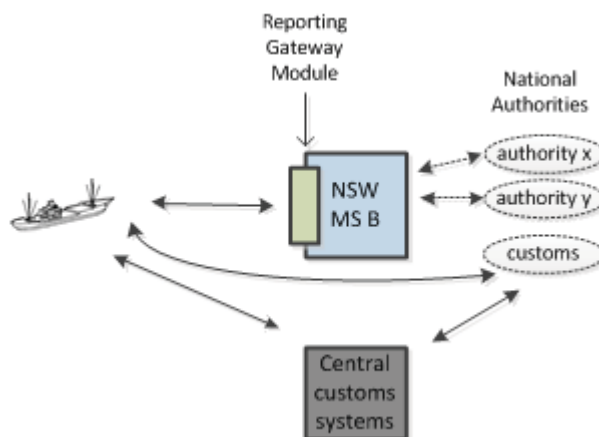 Reporting
Gateway
Module
National
Authorities
authority x
NSW
MS B
authority y
customs
Central
customs
systems